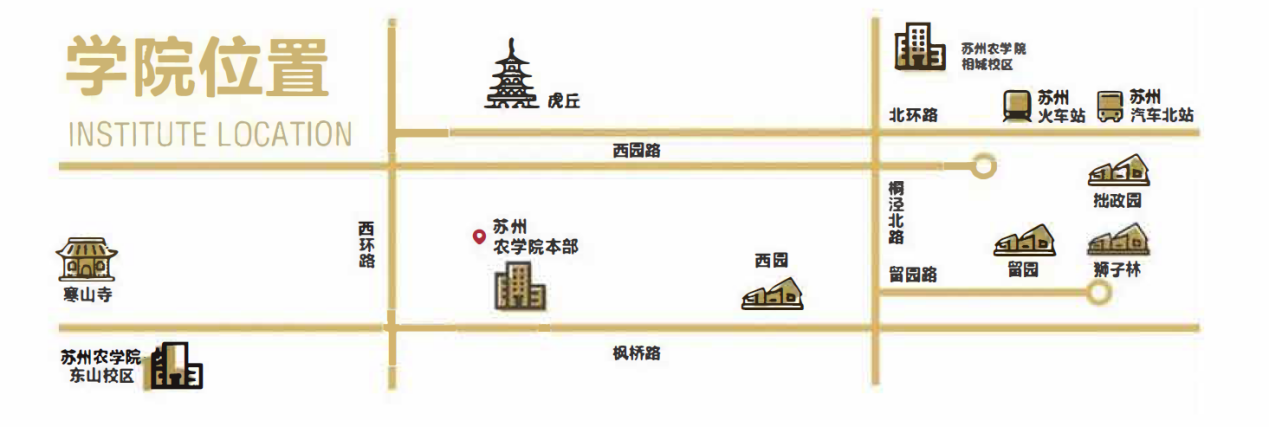 学院位置
INSTITUTE LOCATION
虎丘
苏州农学院
相城校区
北环路
苏州
火车站
苏州
汽车北站
西园路
拙政园
桐泾北路
西环路
苏州
农学院本部
西园
留园路
留园
狮子林
寒山寺
枫桥路
苏州农学院
东山校区